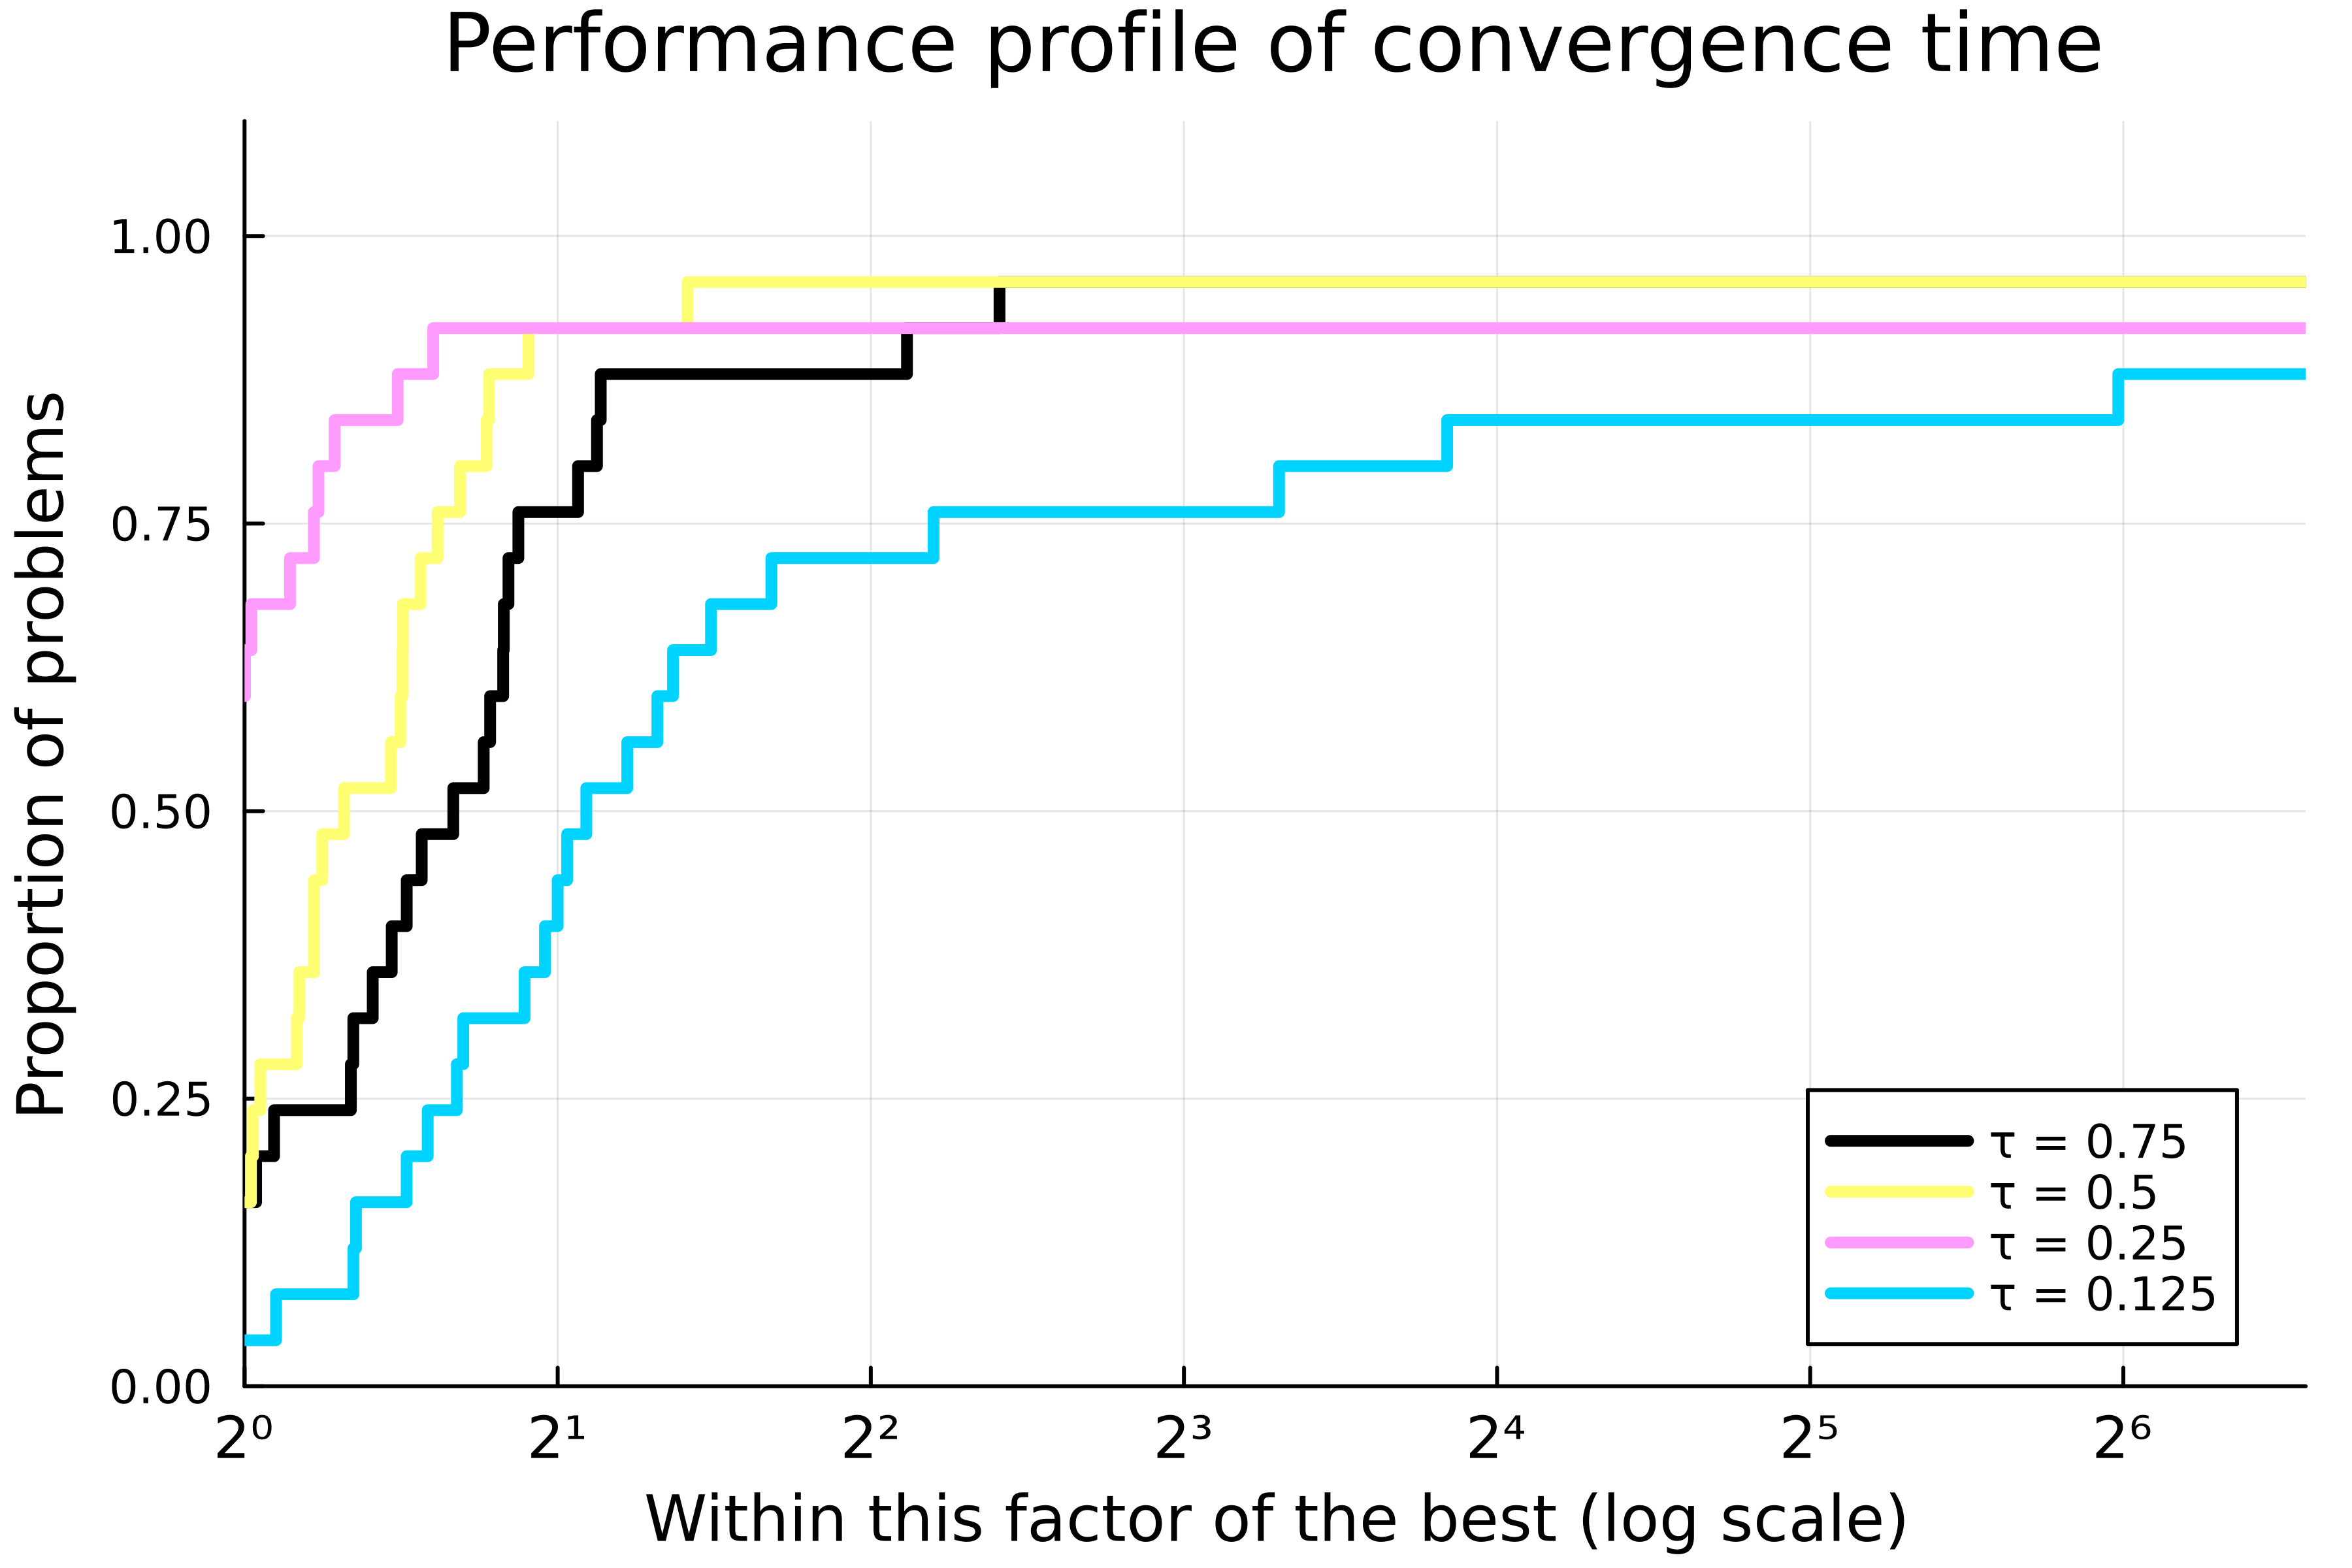 Performance profile of convergence time
Proportion of problems
1.00
0.75
0.50
0.25
0.00
τ = 0.75
τ = 0.5
τ = 0.25
τ = 0.125
2⁰ 2¹ 2² 2³ 2⁴ 2⁵ 2⁶
Within this factor of the best (log scale)